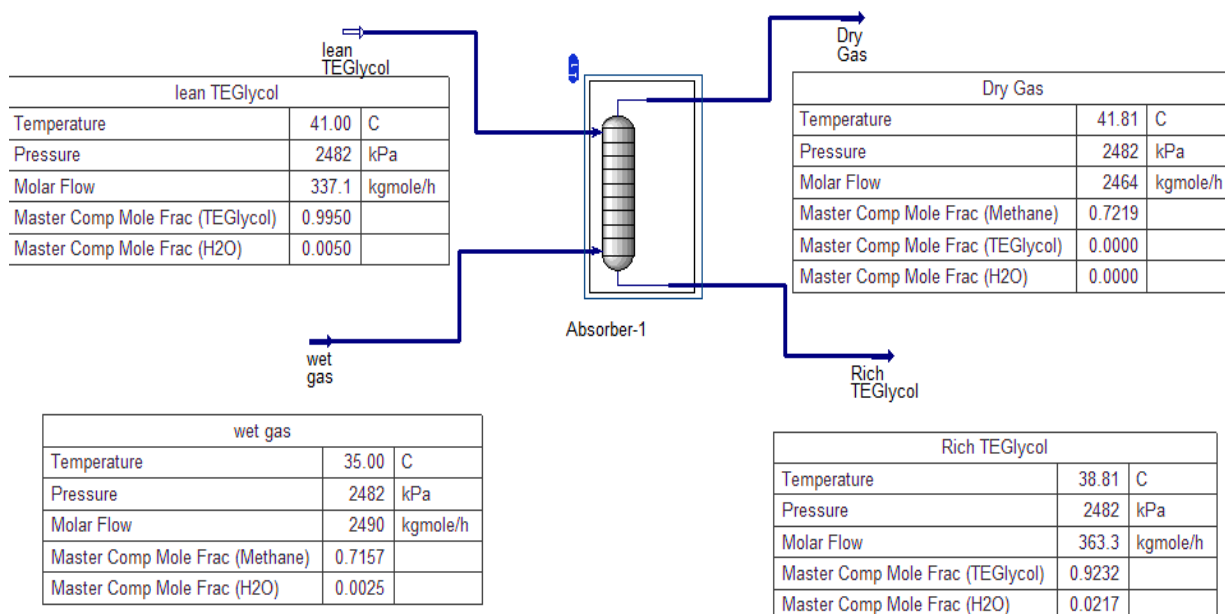 lean
TEGlycol
lean TEGlycol
Temperature 41.00 C
Pressure 2482 kPa
Molar Flow 337.1 kgmole/h
Master Comp Mole Frac (TEGlycol) 0.9950
Master Comp Mole Frac (H2O) 0.0050
Dry
Gas
Dry Gas
Temperature 41.81 C
Pressure 2482 kPa
Molar Flow 2464 kgmole/h
Master Comp Mole Frac (Methane) 0.7219
Master Comp Mole Frac (TEGlycol) 0.0000
Master Comp Mole Frac (H2O) 0.0000
Absorber-1
wet
gas
Rich
TEGlycol
wet gas
Temperature 35.00 C
Pressure 2482 kPa
Molar Flow 2490 kgmole/h
Master Comp Mole Frac (Methane) 0.7157
Master Comp Mole Frac (H2O) 0.0025
Rich TEGlycol
Temperature 38.81 C
Pressure 2482 kPa
Molar Flow 363.3 kgmole/h
Master Comp Mole Frac (TEGlycol) 0.9232
Master Comp Mole Frac (H2O) 0.0217